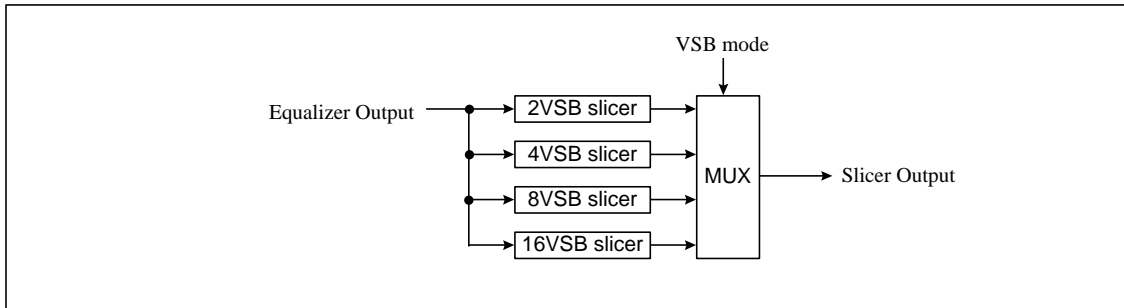 VSB mode
Equalizer Output
2VSB slicer
4VSB slicer
8VSB slicer
16VSB slicer
MUX
Slicer Output